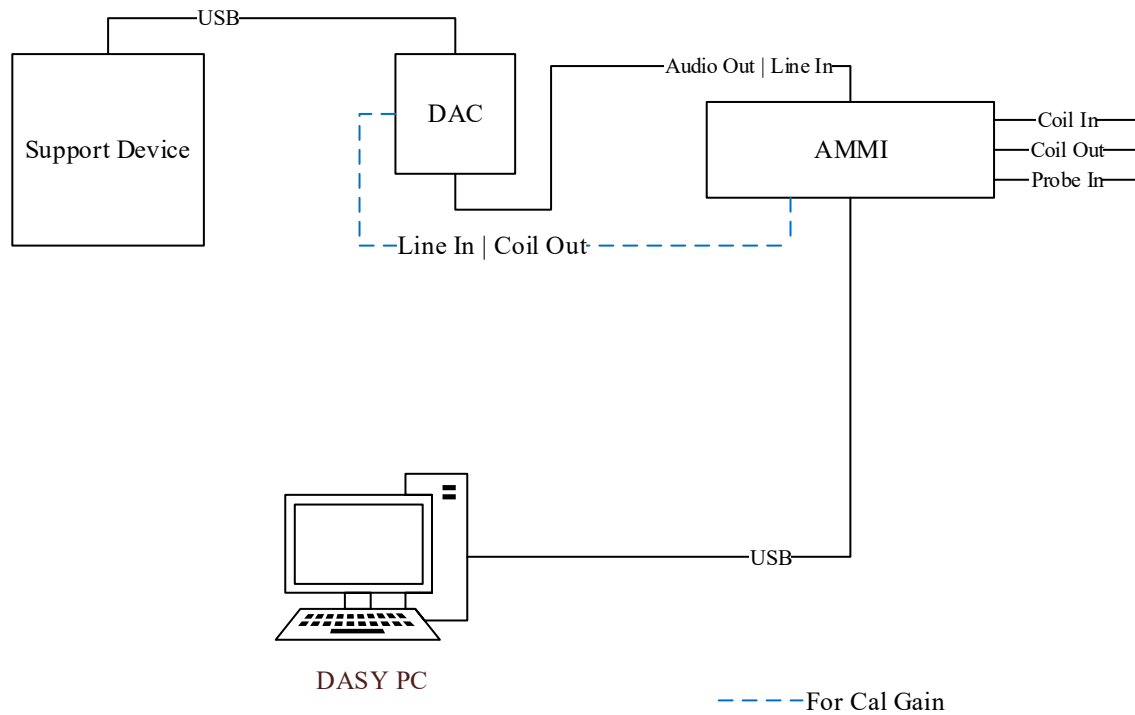 USB
Audio Out | Line In
Support Device
DAC
AMMI
Coil In
Coil Out
Probe In
Line In | Coil Out
USB
DASY PC
For Cal Gain